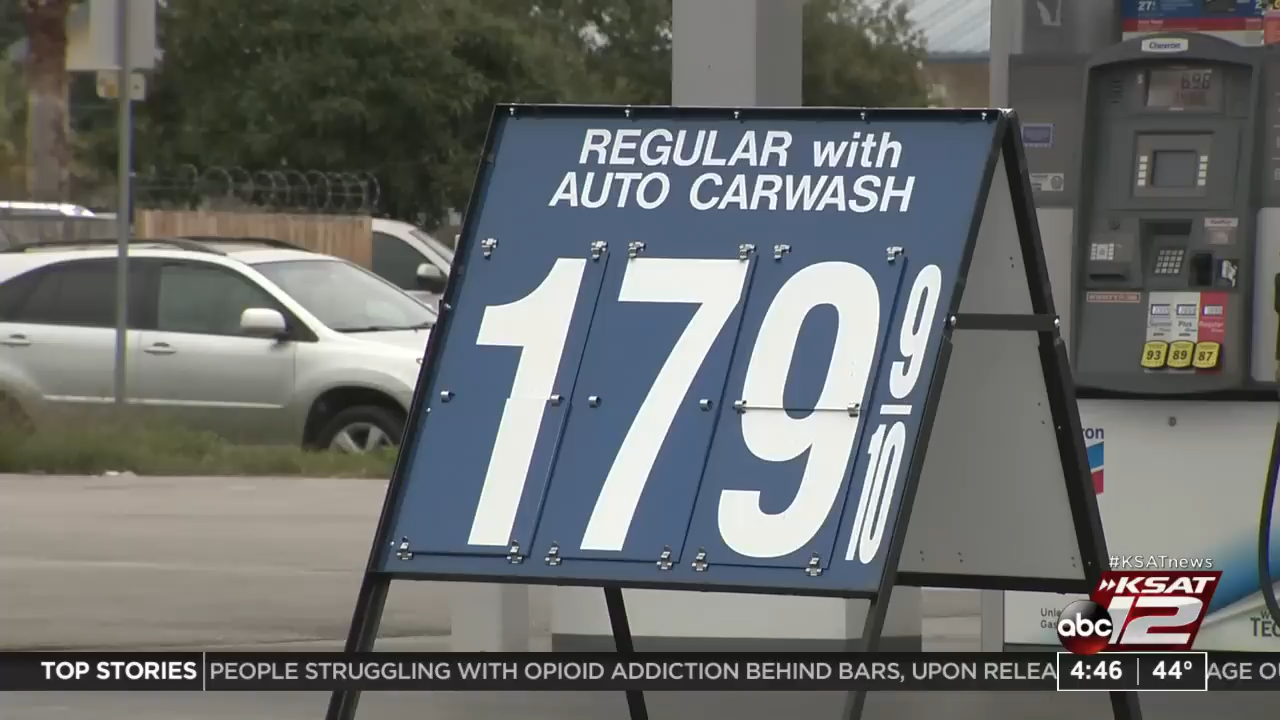 REGULAR with
AUTO CARWASH
179 9/10
Chevron
93 89 87
#KSATnews
KSAT
abc 12
TOP STORIES PEOPLE STRUGGLING WITH OPIOID ADDICTION BEHIND BARS, UPON RELEA
4:46 44°